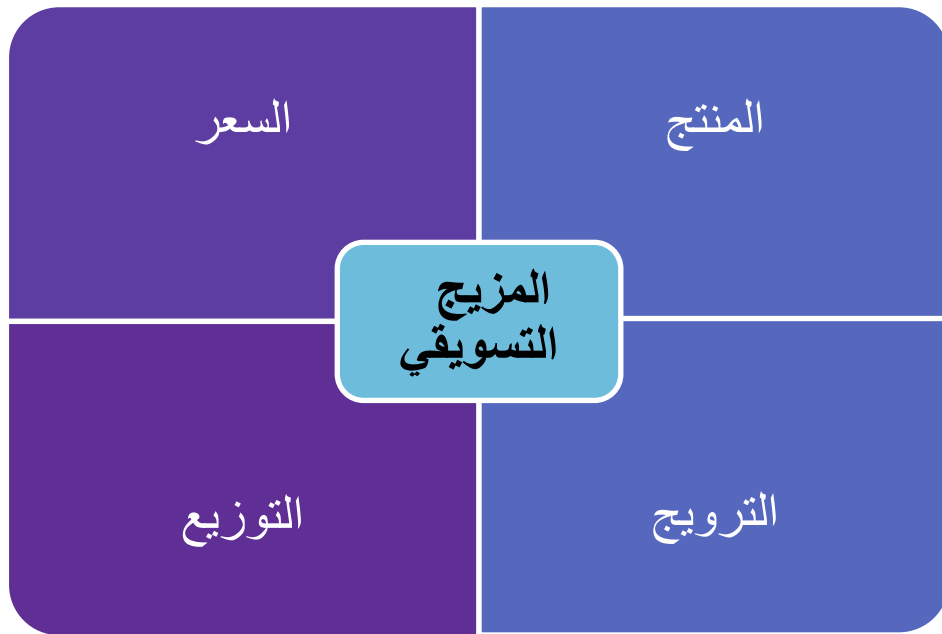 المنتج
السعر
المزيج
التسويقي
الترويج
التوزيع